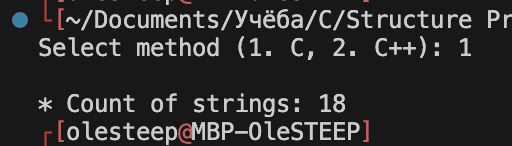 [~/Documents/Учёба/C/Structure Pr
Select method (1. C, 2. C++): 1
* Count of strings: 18
[olesteep@MBP-OleSTEEP]